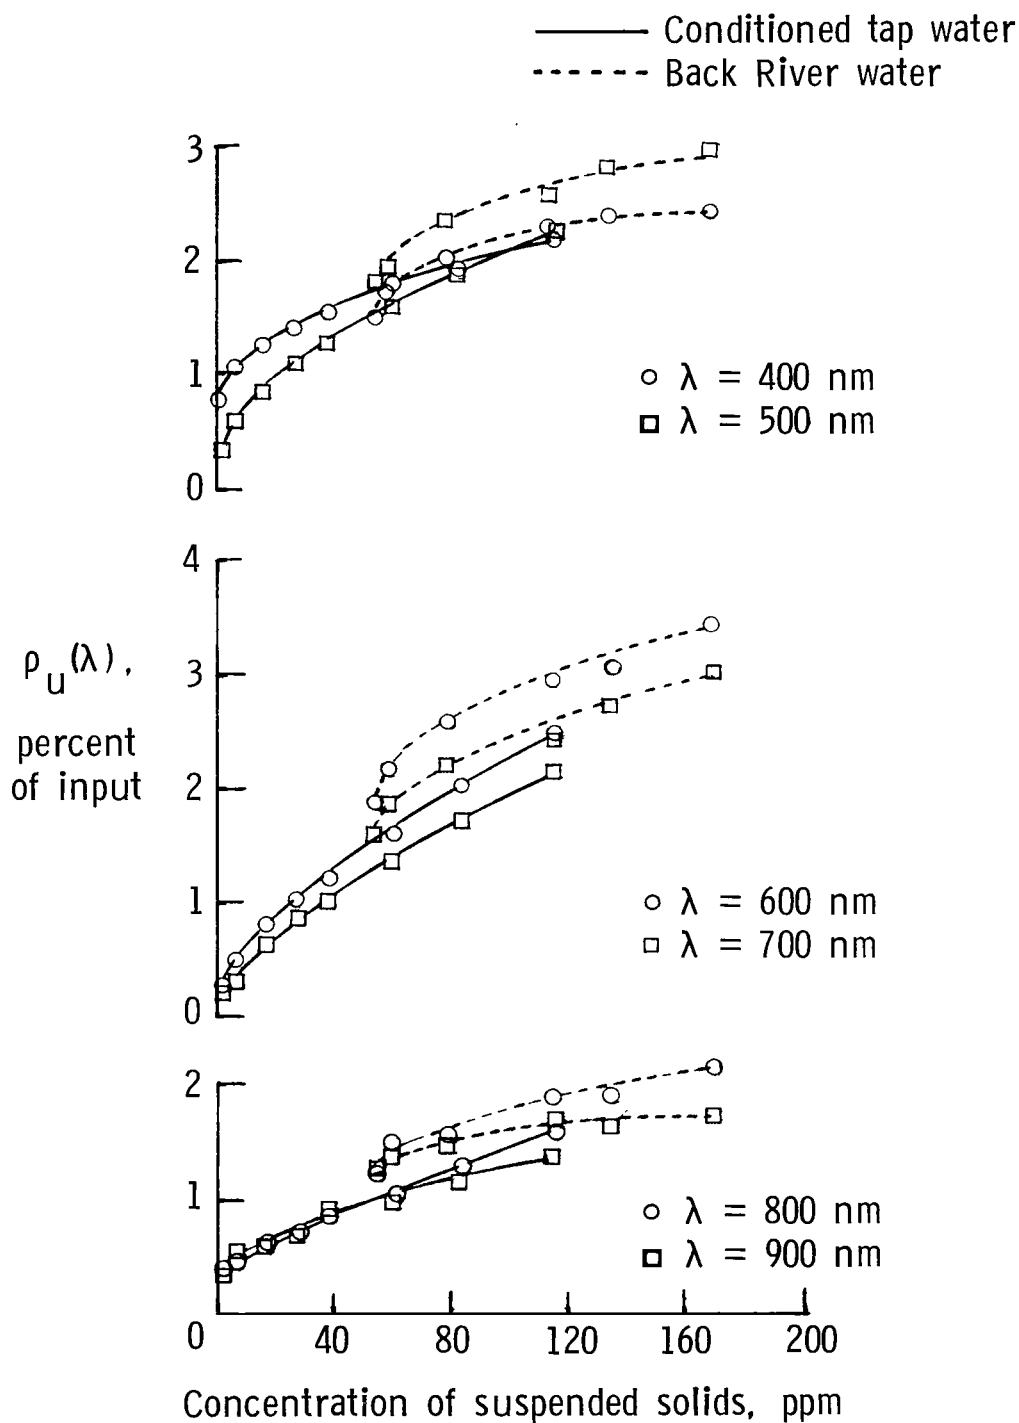 Conditioned tap water
Back River water
3
2
1
0
λ = 400 nm
λ = 500 nm
4
3
2
1
0
ρu(λ),
percent
of input
λ = 600 nm
λ = 700 nm
2
1
λ = 800 nm
λ = 900 nm
0 40 80 120 160 200
Concentration of suspended solids, ppm